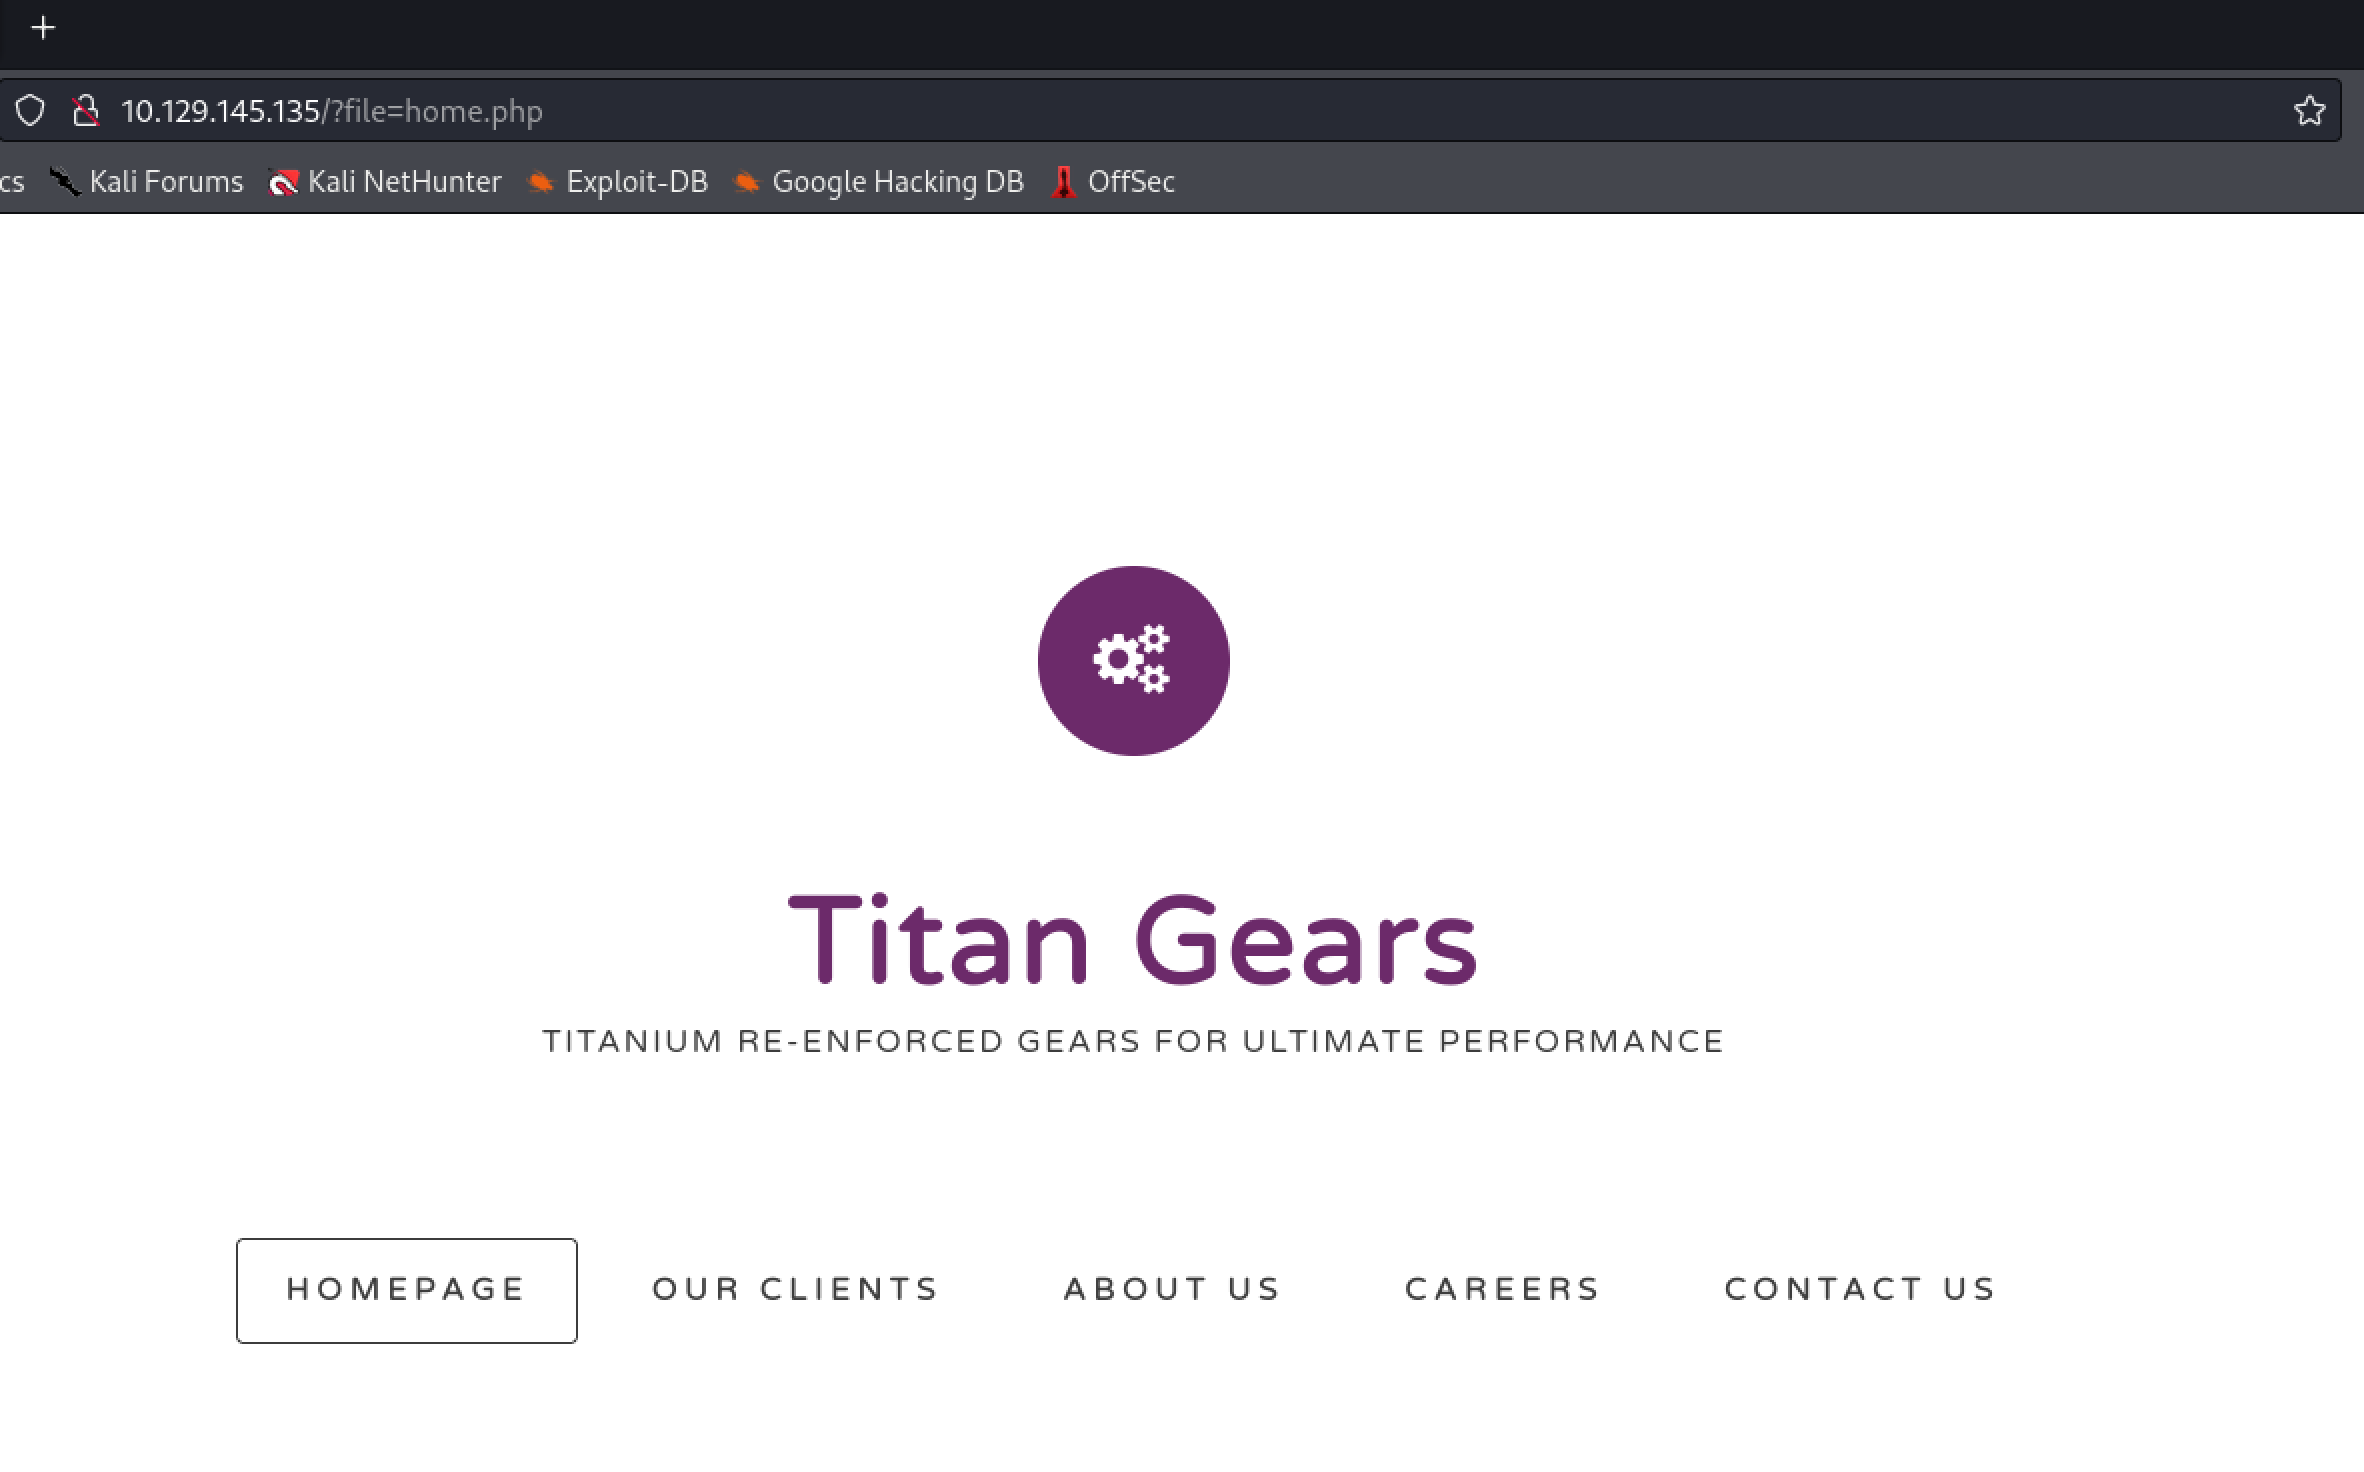 10.129.145.135/?file=home.php
cs Kali Forums Kali NetHunter Exploit-DB Google Hacking DB OffSec
Titan Gears
TITANIUM RE-ENFORCED GEARS FOR ULTIMATE PERFORMANCE
HOMEPAGE OUR CLIENTS ABOUT US CAREERS CONTACT US